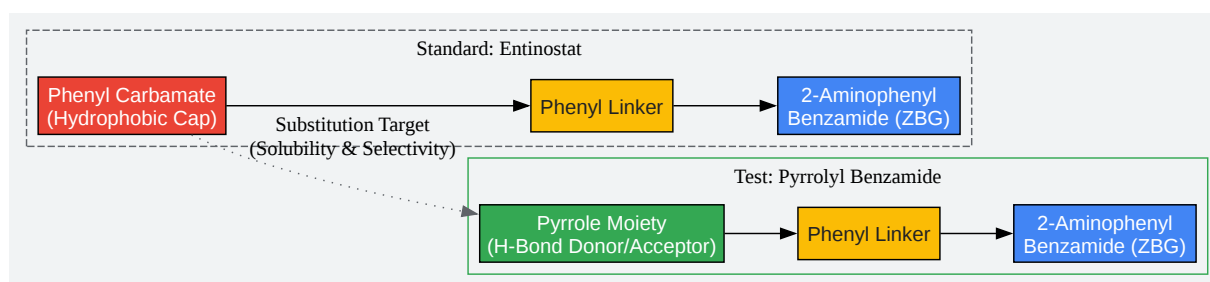 Standard: Entinostat
Phenyl Carbamate
(Hydrophobic Cap)
Phenyl Linker
2-Aminophenyl
Benzamide (ZBG)
Substitution Target
(Solubility & Selectivity)
Test: Pyrrolyl Benzamide
Pyrrole Moiety
(H-Bond Donor/Acceptor)
Phenyl Linker
2-Aminophenyl
Benzamide (ZBG)